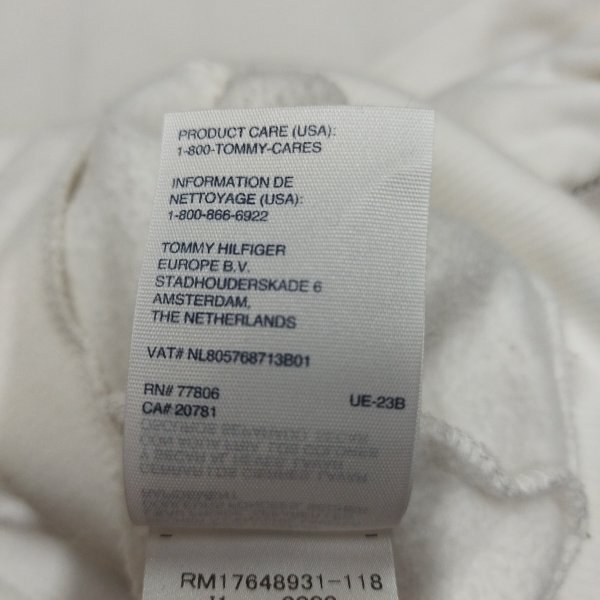 PRODUCT CARE (USA):
1-800-TOMMY-CARES
INFORMATION DE
NETTOYAGE (USA):
1-800-866-6922
TOMMY HILFIGER
EUROPE B.V.
STADHOUDERSKADE 6
AMSTERDAM,
THE NETHERLANDS
VAT# NL805768713B01
RN# 77806 UE-23B
CA# 20781
RM17648931-118